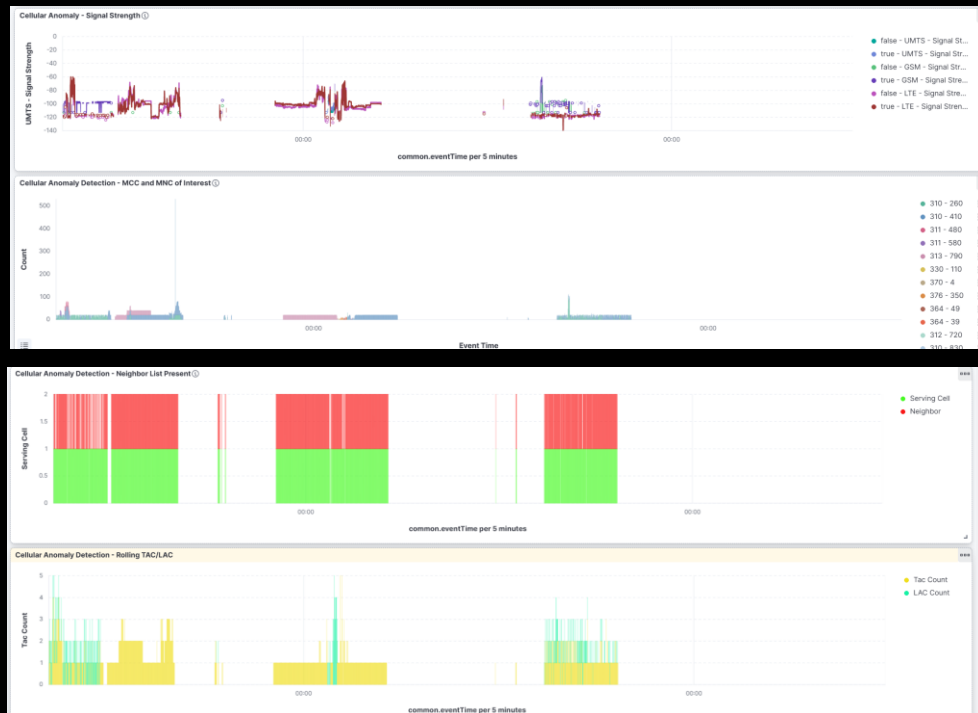 Cellular Anomaly - Signal Strength
UMTS - Signal Strength
0
-20
-40
-60
-80
-100
-120
-140
00:00
00:00
common.eventTime per 5 minutes
false - UMTS - Signal St...
true - UMTS - Signal Str...
false - GSM - Signal Str...
true - GSM - Signal Stre...
false - LTE - Signal Stre...
true - LTE - Signal Stren...
Cellular Anomaly Detection - MCC and MNC of Interest
Count
500
400
300
200
100
0
00:00
00:00
Event Time
310 - 260
310 - 410
311 - 480
311 - 580
313 - 790
330 - 110
370 - 4
376 - 350
364 - 49
364 - 39
312 - 720
310 - 830
Cellular Anomaly Detection - Neighbor List Present
Serving Cell
2
1.5
1
0.5
0
00:00
00:00
common.eventTime per 5 minutes
Serving Cell
Neighbor
Cellular Anomaly Detection - Rolling TAC/LAC
Tac Count
5
4
3
2
1
0
00:00
00:00
common.eventTime per 5 minutes
Tac Count
LAC Count